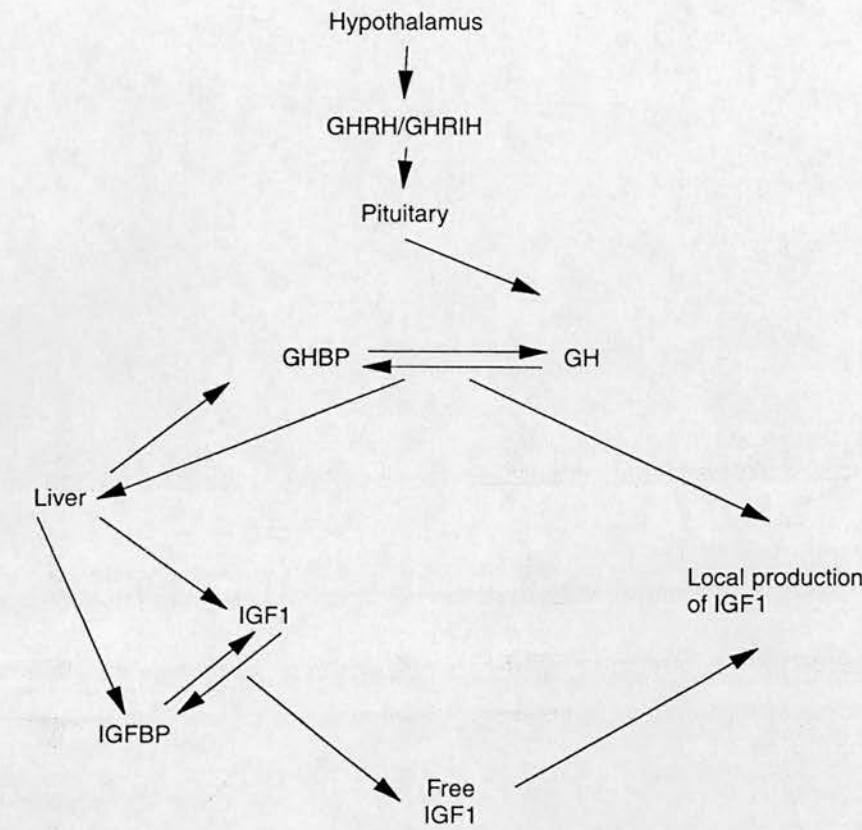 Hypothalamus
GHRH/GHRIH
Pituitary
GHBP
GH
Liver
Local production
of IGF1
IGF1
IGFBP
Free
IGF1